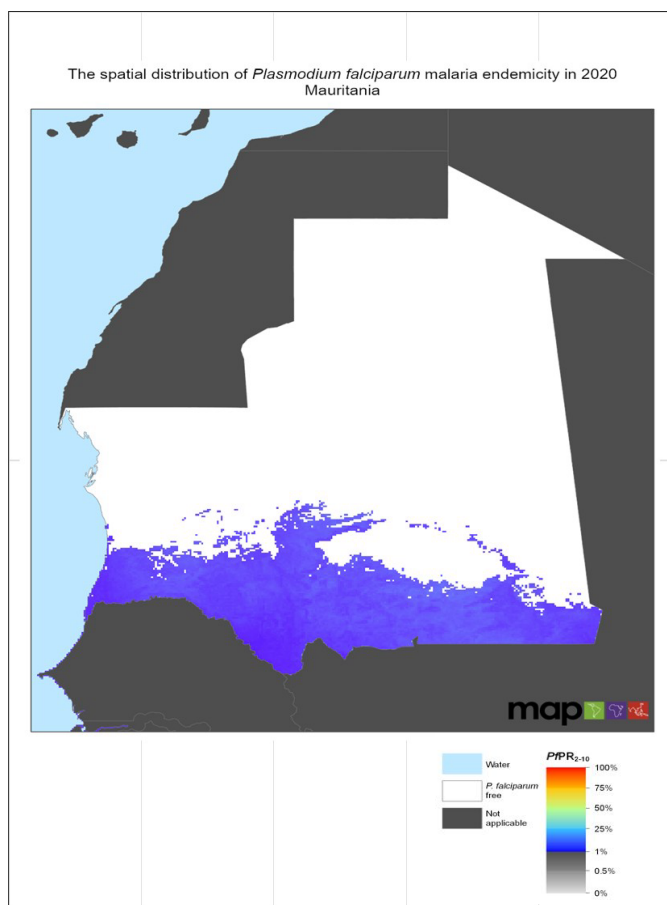 The spatial distribution of Plasmodium falciparum malaria endemicity in 2020
Mauritania
map
Water
P. falciparum
free
Not
applicable
PfPR2-10
100%
75%
50%
25%
1%
0.5%
0%